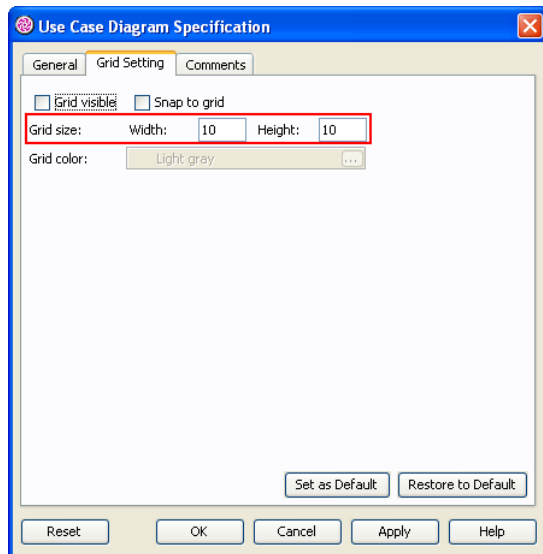 Use Case Diagram Specification
General Grid Setting Comments
Grid visible Snap to grid
Grid size: Width: 10 Height: 10
Grid color: Light gray ...
Set as Default Restore to Default
Reset OK Cancel Apply Help